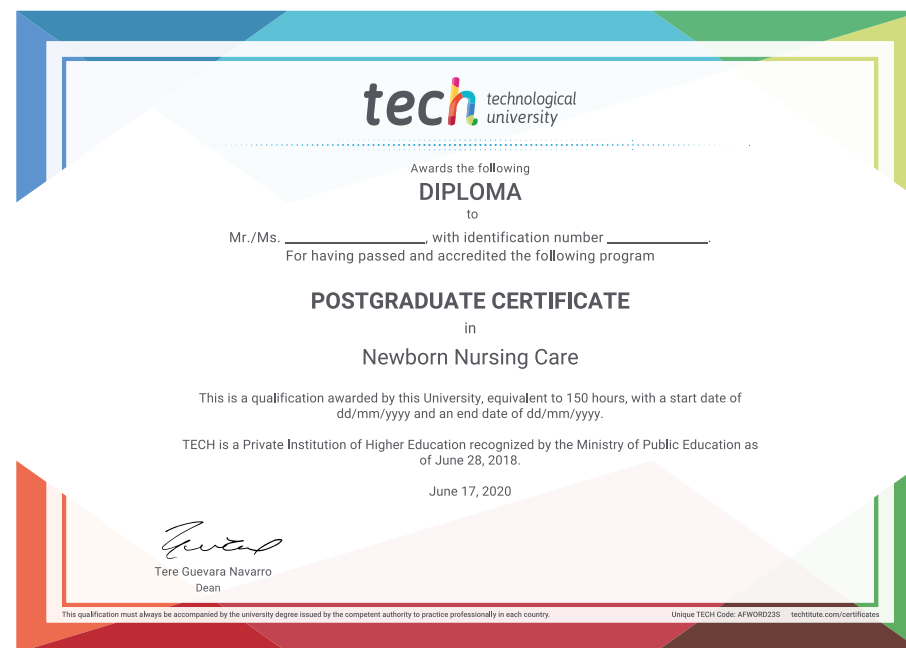 tech technological
university
Awards the following
DIPLOMA
to
Mr./Ms. ____________________, with identification number ______________.
For having passed and accredited the following program
POSTGRADUATE CERTIFICATE
in
Newborn Nursing Care
This is a qualification awarded by this University, equivalent to 150 hours, with a start date of
dd/mm/yyyy and an end date of dd/mm/yyyy.
TECH is a Private Institution of Higher Education recognized by the Ministry of Public Education as
of June 28, 2018.
June 17, 2020
Tere Guevara Navarro
Dean
This qualification must always be accompanied by the university degree issued by the competent authority to practice professionally in each country.
Unique TECH Code: AFWORD23S techtitute.com/certificates